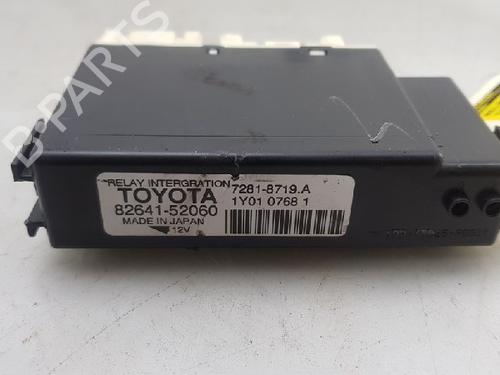 B-PARTS
RELAY INTERGRATION
TOYOTA
82641-52060
MADE IN JAPAN
12V
7281-8719.A
1Y01 0768 1